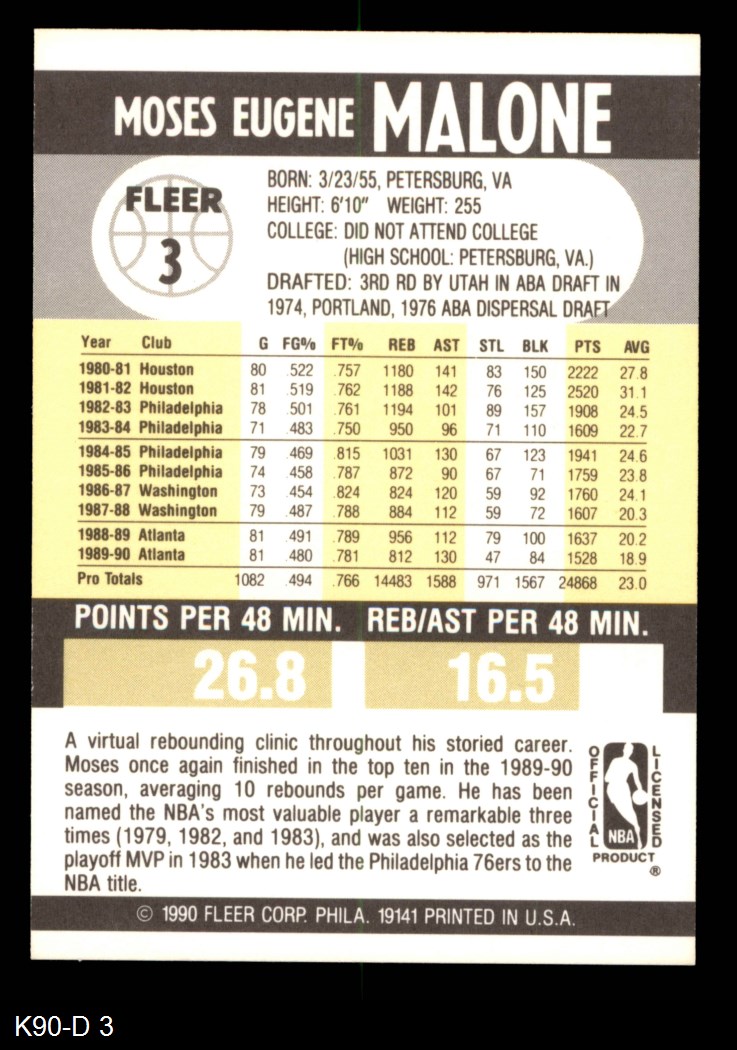 MOSES EUGENE MALONE
FLEER
3
BORN: 3/23/55, PETERSBURG, VA
HEIGHT: 6'10" WEIGHT: 255
COLLEGE: DID NOT ATTEND COLLEGE
(HIGH SCHOOL: PETERSBURG, VA.)
DRAFTED: 3RD RD BY UTAH IN ABA DRAFT IN
1974, PORTLAND, 1976 ABA DISPERSAL DRAFT
Year Club G FG% FT% REB AST STL BLK PTS AVG
1980-81 Houston 80 .522 .757 1180 141 83 150 2222 27.8
1981-82 Houston 81 .519 .762 1188 142 76 125 2520 31.1
1982-83 Philadelphia 78 .501 .761 1194 101 89 157 1908 24.5
1983-84 Philadelphia 71 .483 .750 950 96 71 110 1609 22.7
1984-85 Philadelphia 79 .469 .815 1031 130 67 123 1941 24.6
1985-86 Philadelphia 74 .458 .787 872 90 67 71 1759 23.8
1986-87 Washington 73 .454 .824 824 120 59 92 1760 24.1
1987-88 Washington 79 .487 .788 884 112 59 72 1607 20.3
1988-89 Atlanta 81 .491 .789 956 112 79 100 1637 20.2
1989-90 Atlanta 81 .480 .781 812 130 47 84 1528 18.9
Pro Totals 1082 .494 .766 14483 1588 971 1567 24868 23.0
POINTS PER 48 MIN. REB/AST PER 48 MIN.
26.8 16.5
A virtual rebounding clinic throughout his storied career.
Moses once again finished in the top ten in the 1989-90
season, averaging 10 rebounds per game. He has been
named the NBA's most valuable player a remarkable three
times (1979, 1982, and 1983), and was also selected as the
playoff MVP in 1983 when he led the Philadelphia 76ers to the
NBA title.
OFFICIAL
LICENSED
NBA
PRODUCT
®
© 1990 FLEER CORP. PHILA. 19141 PRINTED IN U.S.A.
K90-D 3